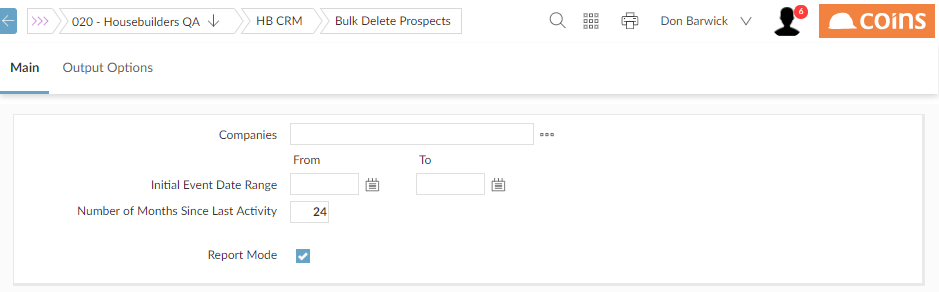 020 - Housebuilders QA HB CRM Bulk Delete Prospects Don Barwick 6 coins
Main Output Options
Companies
From To
Initial Event Date Range
Number of Months Since Last Activity 24
Report Mode